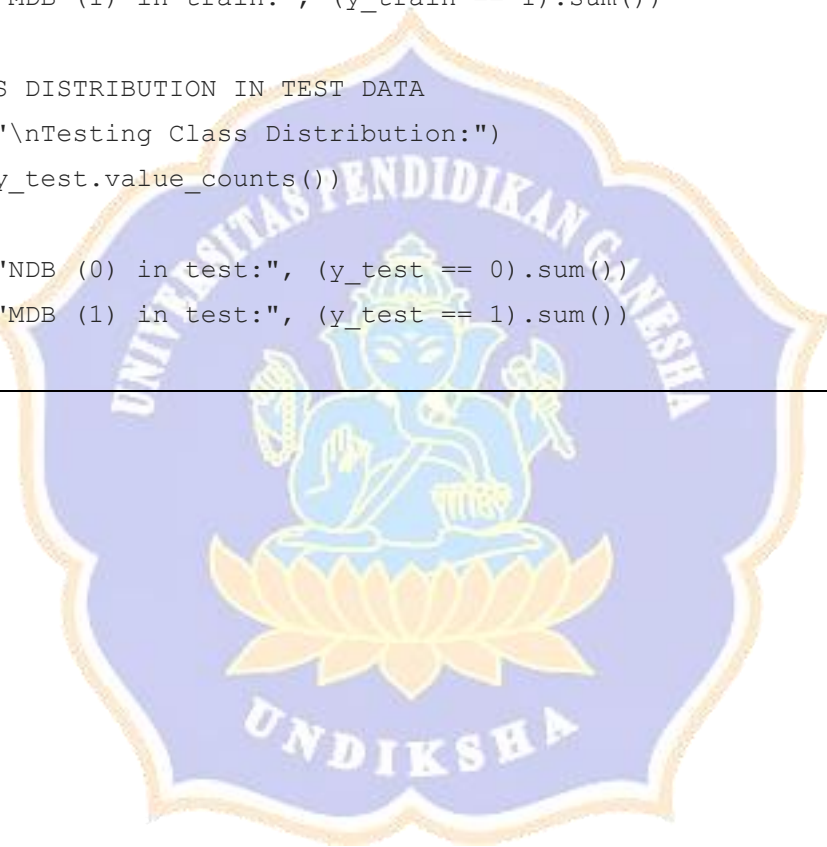 MDB (1) in train:", (y_train == 1).sum())
S DISTRIBUTION IN TEST DATA
"\nTesting Class Distribution:")
y_test.value_counts())
"NDB (0) in test:", (y_test == 0).sum())
"MDB (1) in test:", (y_test == 1).sum())
UNIVERSITAS PENDIDIKAN GANESHA
UNDIKSHA